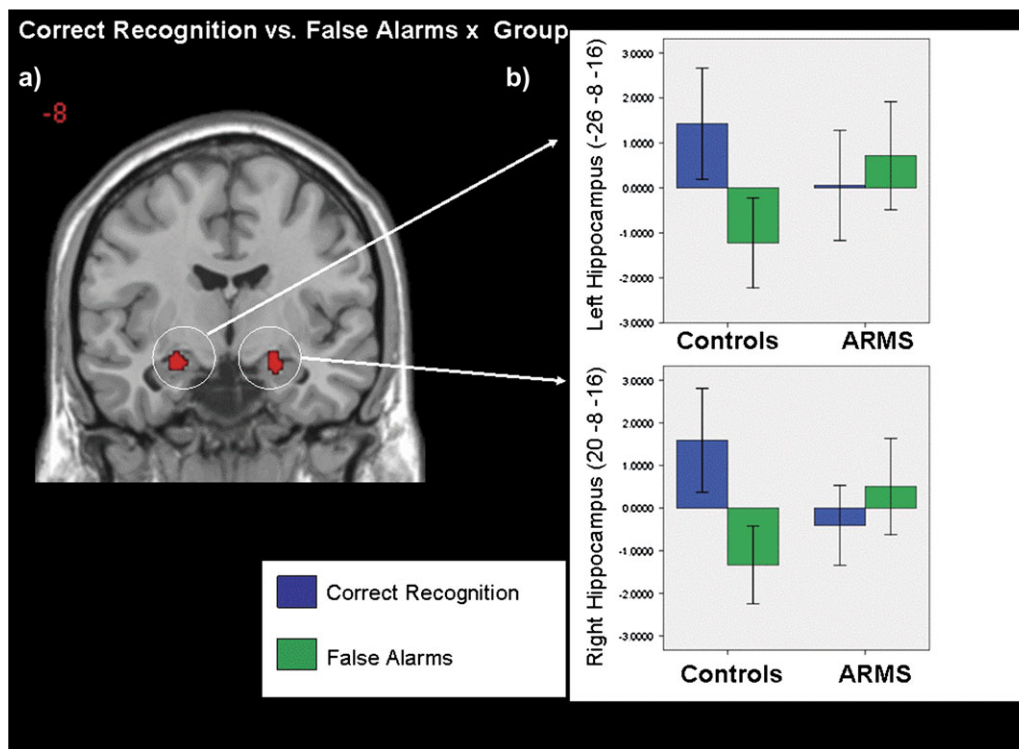 Correct Recognition vs. False Alarms x Group
a)
b)
-8
Left Hippocampus (-26 -8 -16)
3.0000
2.0000
1.0000
0.0000
-1.0000
-2.0000
-3.0000
Controls
ARMS
Right Hippocampus (20 -8 -16)
3.0000
2.0000
1.0000
0.0000
-1.0000
-2.0000
-3.0000
Controls
ARMS
Correct Recognition
False Alarms